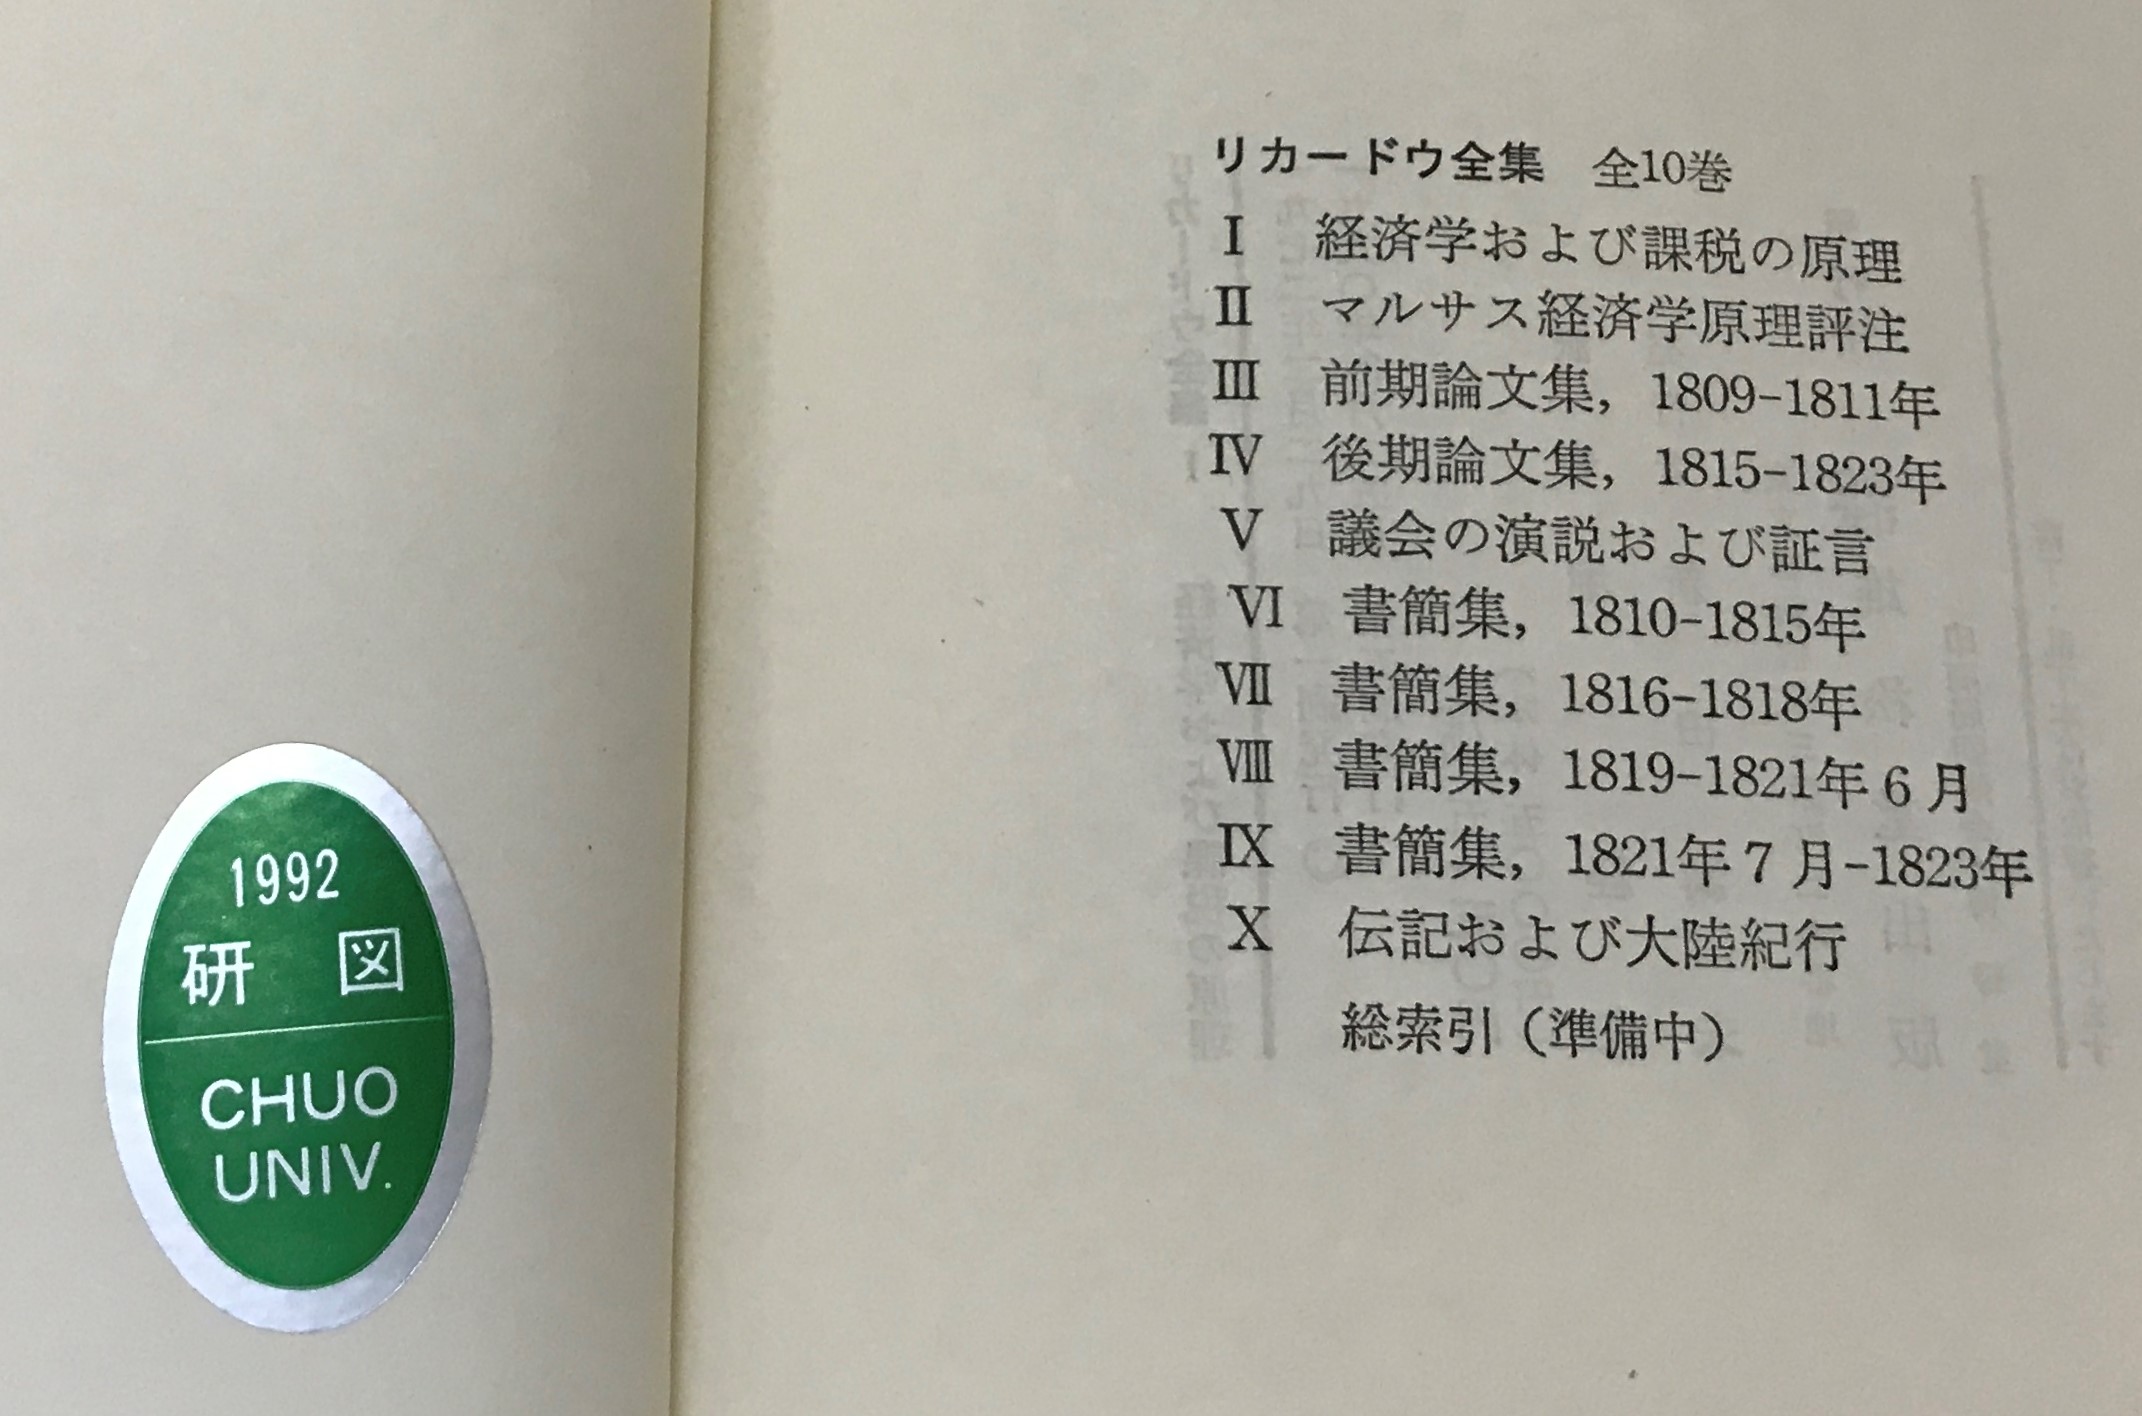 1992
研 図
CHUO
UNIV.
リカードウ全集 全10巻
Ⅰ 経済学および課税の原理
Ⅱ マルサス経済学原理評注
Ⅲ 前期論文集，1809-1811年
Ⅳ 後期論文集，1815-1823年
Ⅴ 議会の演説および証言
Ⅵ 書簡集，1810-1815年
Ⅶ 書簡集，1816-1818年
Ⅷ 書簡集，1819-1821年6月
Ⅸ 書簡集，1821年7月-1823年
Ⅹ 伝記および大陸紀行
総索引（準備中）